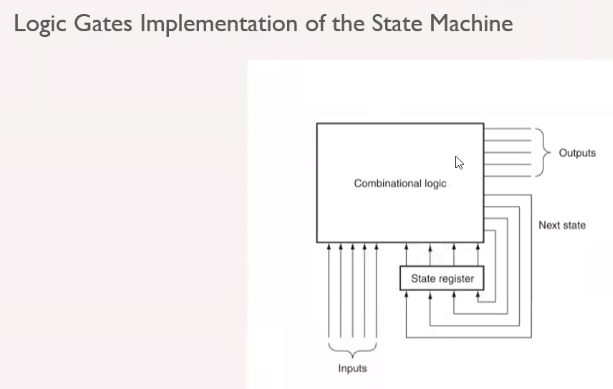 Logic Gates Implementation of the State Machine
Outputs
Combinational logic
Next state
State register
Inputs